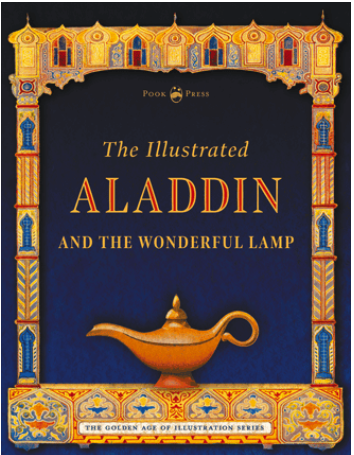 POOK PRESS
The Illustrated
ALADDIN
AND THE WONDERFUL LAMP
THE GOLDEN AGE OF ILLUSTRATION SERIES